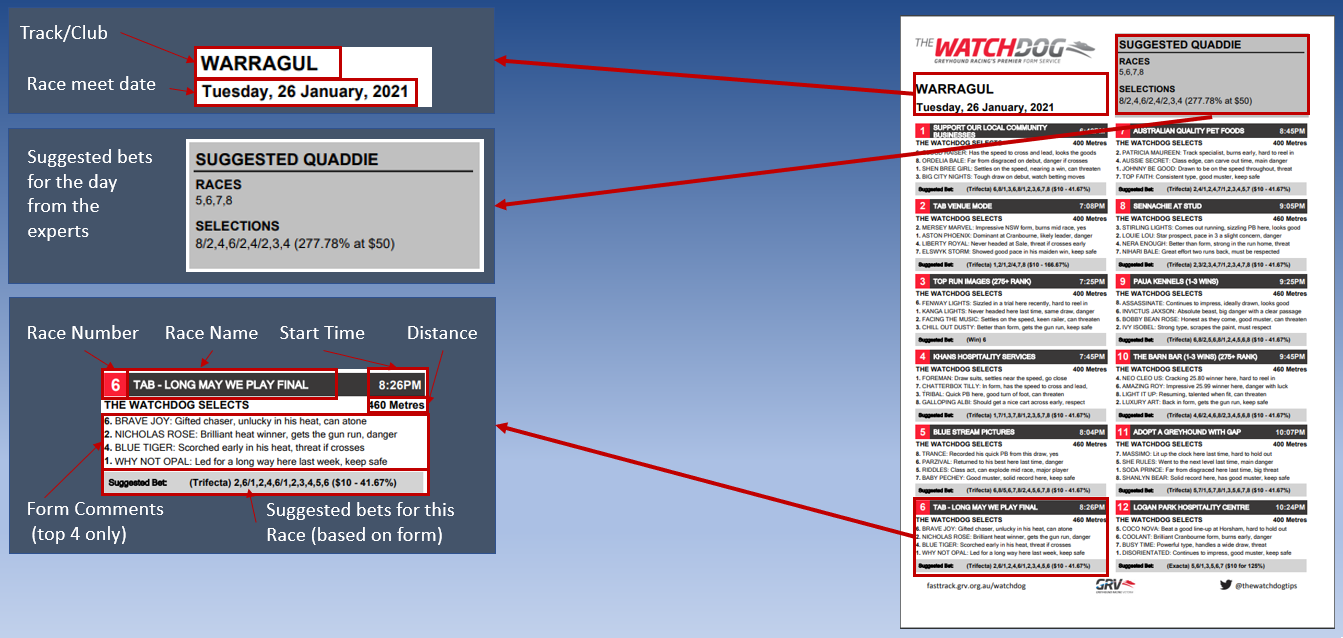 Track/Club
WARRAGUL
Race meet date
Tuesday, 26 January, 2021
Suggested bets
for the day
from the
experts
SUGGESTED QUADDIE
RACES
5,6,7,8
SELECTIONS
8/2,4,6/2,4/2,3,4 (277.78% at $50)
Race Number Race Name Start Time Distance
6 TAB - LONG MAY WE PLAY FINAL 8:26PM
THE WATCHDOG SELECTS 460 Metres
6. BRAVE JOY: Gifted chaser, unlucky in his heat, can atone
2. NICHOLAS ROSE: Brilliant heat winner, gets the gun run, danger
4. BLUE TIGER: Scorched early in his heat, threat if crosses
1. WHY NOT OPAL: Led for a long way here last week, keep safe
Suggested Bet: (Trifecta) 2,6/1,2,4,6/1,2,3,4,5,6 ($10 - 41.67%)
Form Comments
(top 4 only)
Suggested bets for this
Race (based on form)
THE WATCHDOG
GREYHOUND RACING'S PREMIER FORM SERVICE
WARRAGUL
Tuesday, 26 January, 2021
SUGGESTED QUADDIE
RACES
5,6,7,8
SELECTIONS
8/2,4,6/2,4/2,3,4 (277.78% at $50)
1 SUPPORT OUR LOCAL COMMUNITY
BUSINESSES
THE WATCHDOG SELECTS 400 Metres
RAISER: Has the speed to cross and lead, looks the goods
8. ORDELIA BALE: Far from disgraced on debut, danger if crosses
1. SHEN BREE GIRL: Settles on the speed, nearing a win, can threaten
3. BIG CITY NIGHTS: Tough draw on debut, watch betting moves
Suggested Bet: (Trifecta) 6,8/1,3,6,8/1,2,3,6,7,8 ($10 - 41.67%)
2 TAB VENUE MODE 7:08PM
THE WATCHDOG SELECTS 400 Metres
2. MERSEY MARVEL: Impressive NSW form, burns mid race, yes
1. ASTON PHOENIX: Dominant at Cranbourne, likely leader, danger
4. LIBERTY ROYAL: Never headed at Sale, threat if crosses early
7. ELSWYK STORM: Showed good pace in his maiden win, keep safe
Suggested Bet: (Trifecta) 1,2/1,2/4,7,8 ($10 - 166.67%)
3 TOP RUN IMAGES (275+ RANK) 7:25PM
THE WATCHDOG SELECTS 400 Metres
6. FENWAY LIGHTS: Sizzled in a trial here recently, hard to reel in
1. KANGA LIGHTS: Never headed here last time, same draw, danger
2. FACING THE MUSIC: Settles on the speed, keen railer, can threaten
3. CHILL OUT DUSTY: Better than form, gets the gun run, keep safe
Suggested Bet: (Win) 6
4 KHANS HOSPITALITY SERVICES 7:45PM
THE WATCHDOG SELECTS 400 Metres
1. FOREMAN: Draw suits, settles near the speed, go close
7. CHATTERBOX TILLY: In form, has the speed to cross and lead,
3. TRIBAL: Quick PB here, good turn of foot, can threaten
8. GALLOPING ALBI: Should get a nice cart across early, respect
Suggested Bet: (Trifecta) 1,7/1,3,7,8/1,2,3,5,7,8 ($10 - 41.67%)
5 BLUE STREAM PICTURES 8:04PM
THE WATCHDOG SELECTS 400 Metres
8. TRANCE: Recorded his quick PB from this draw, yes
6. PARZIVAL: Returned to his best here last time, danger
5. RIDDLES: Class act, can explode mid race, major player
7. BABY PECHEY: Good muster, solid record here, keep safe
Suggested Bet: (Trifecta) 6,8/5,6,7,8/2,4,5,6,7,8 ($10 - 41.67%)
6 TAB - LONG MAY WE PLAY FINAL 8:26PM
THE WATCHDOG SELECTS 460 Metres
6. BRAVE JOY: Gifted chaser, unlucky in his heat, can atone
2. NICHOLAS ROSE: Brilliant heat winner, gets the gun run, danger
4. BLUE TIGER: Scorched early in his heat, threat if crosses
1. WHY NOT OPAL: Led for a long way here last week, keep safe
Suggested Bet: (Trifecta) 2,6/1,2,4,6/1,2,3,4,5,6 ($10 - 41.67%)
7 AUSTRALIAN QUALITY PET FOODS 8:45PM
THE WATCHDOG SELECTS 400 Metres
2. PATRICIA MAUREEN: Track specialist, burns early, hard to reel in
4. AUSSIE SECRET: Class edge, can carve out time, main danger
1. JOHNNY BE GOOD: Drawn to be on the speed throughout, threat
7. TOP FAITH: Consistent type, good muster, keep safe
Suggested Bet: (Trifecta) 2,4/1,2,4,7/1,2,3,4,5,7 ($10 - 41.67%)
8 SENNACHIE AT STUD 9:05PM
THE WATCHDOG SELECTS 460 Metres
3. STIRLING LIGHTS: Comes out running, sizzling PB here, looks good
2. LOUIE LOU: Star prospect, pace in 3 a slight concern, danger
4. NERA ENOUGH: Better than form, strong in the run home, threat
7. NIHARI BALE: Great effort two runs back, must be respected
Suggested Bet: (Trifecta) 2,3/2,3,4,7/1,2,3,4,7,8 ($10 - 41.67%)
9 PAUA KENNELS (1-3 WINS) 9:25PM
THE WATCHDOG SELECTS 460 Metres
8. ASSASSINATE: Continues to impress, ideally drawn, looks good
6. INVICTUS JAXSON: Absolute beast, big danger with a clear passage
5. BOBBY BEAN ROSE: Honest as they come, good muster, can threaten
2. IVY ISOBEL: Strong type, scrapes the paint, must respect
Suggested Bet: (Trifecta) 6,8/2,5,6,8/1,2,4,5,6,8 ($10 - 41.67%)
10 THE BARN BAR (1-3 WINS) (275+ RANK) 9:45PM
THE WATCHDOG SELECTS 400 Metres
4. NEO CLEO US: Cracking 25.80 winner here, hard to reel in
6. AMAZING ROY: Impressive 25.99 winner here, danger with luck
8. LIGHT IT UP: Resuming, talented when fit, can threaten
2. LUXURY ART: Back in form, gets the gun run, keep safe
Suggested Bet: (Trifecta) 4,6/2,4,6,8/2,3,4,5,6,8 ($10 - 41.67%)
11 ADOPT A GREYHOUND WITH GAP 10:07PM
THE WATCHDOG SELECTS 400 Metres
7. MASSIMO: Lit up the clock here last time, hard to hold out
5. SHE RULES: Went to the next level last time, main danger
1. SODA PRINCE: Far from disgraced here last time, big threat
8. SHANLYN BEAR: Solid record here, has good muster, keep safe
Suggested Bet: (Trifecta) 5,7/1,5,7,8/1,3,5,6,7,8 ($10 - 41.67%)
12 LOGAN PARK HOSPITALITY CENTRE 10:24PM
THE WATCHDOG SELECTS 400 Metres
5. COCO NOVA: Beat a good line-up at Horsham, hard to hold out
6. COOLANT: Brilliant Cranbourne form, burns early, danger
7. BUSY TIME: Powerful type, handles a wide draw, threat
1. DISORIENTATED: Continues to impress, good muster, keep safe
Suggested Bet: (Exacta) 5,6/1,3,5,6,7 ($10 for 125%)
fasttrack.grv.org.au/watchdog
GRV
@thewatchdogtips